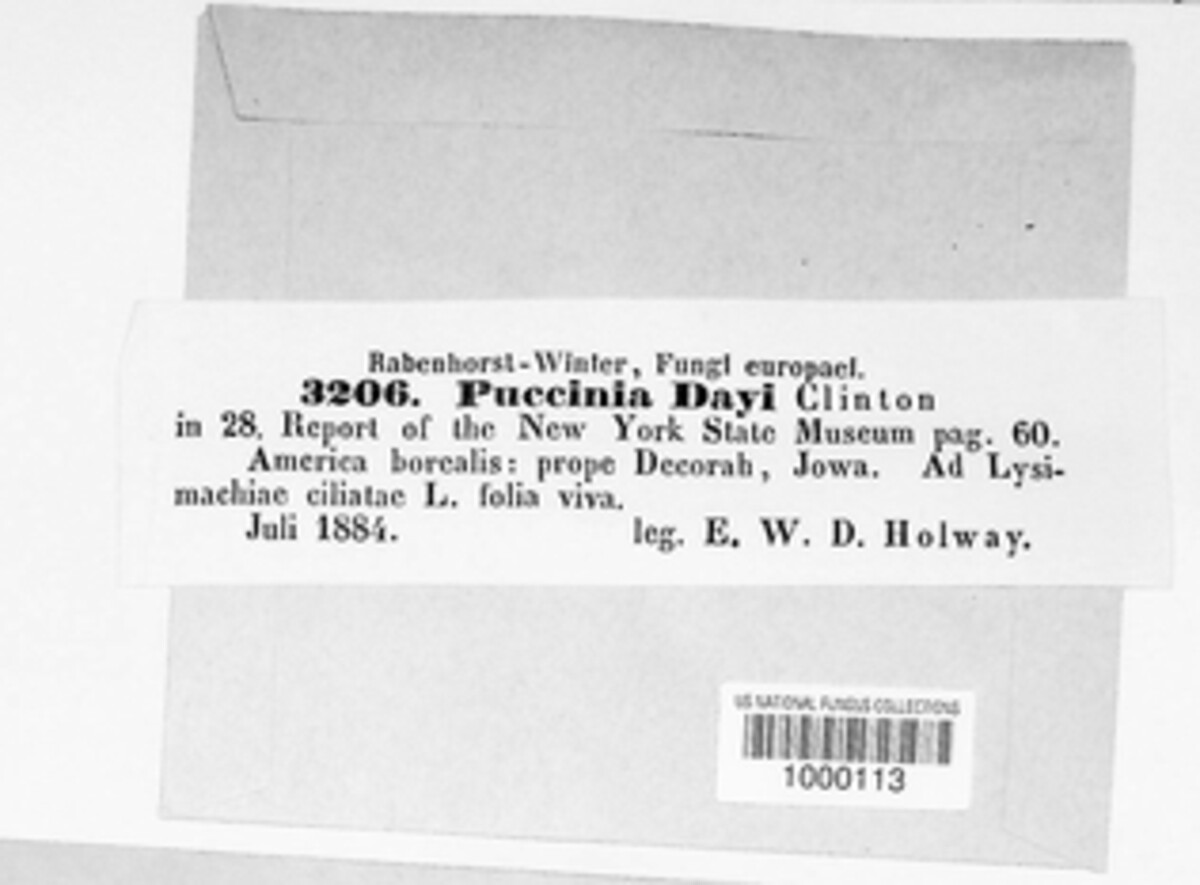 Rabenhorst-Winter, Fungi europaei.
3206. Puccinia Dayi Clinton
in 28. Report of the New York State Museum pag. 60.
America borealis: prope Decorah, Jowa. Ad Lysi-
machiae ciliatae L. folia viva.
Juli 1884. leg. E. W. D. Holway.
US NATIONAL FUNGUS COLLECTIONS
1000113